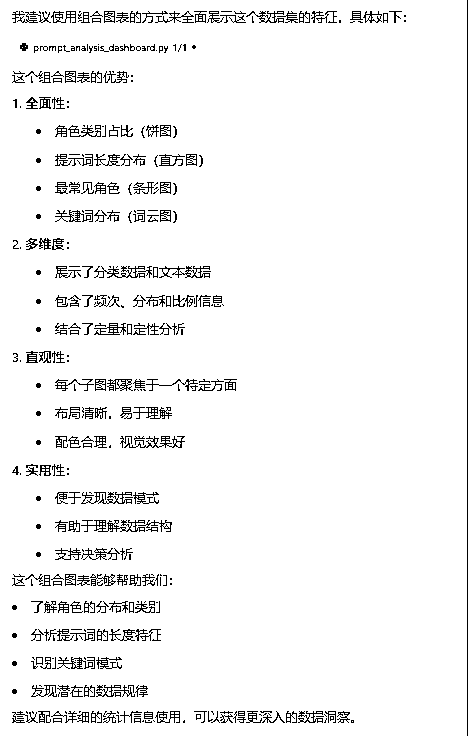 我建议使用组合图表的方式来全面展示这个数据集的特征，具体如下：
prompt_analysis_dashboard.py 1/1 •
这个组合图表的优势：
1. 全面性：
• 角色类别占比（饼图）
• 提示词长度分布（直方图）
• 最常见角色（条形图）
• 关键词分布（词云图）
2. 多维度：
• 展示了分类数据和文本数据
• 包含了频次、分布和比例信息
• 结合了定量和定性分析
3. 直观性：
• 每个子图都聚焦于一个特定方面
• 布局清晰，易于理解
• 配色合理，视觉效果好
4. 实用性：
• 便于发现数据模式
• 有助于理解数据结构
• 支持决策分析
这个组合图表能够帮助我们：
• 了解角色的分布和类别
• 分析提示词的长度特征
• 识别关键词模式
• 发现潜在的数据规律
建议配合详细的统计信息使用，可以获得更深入的数据洞察。